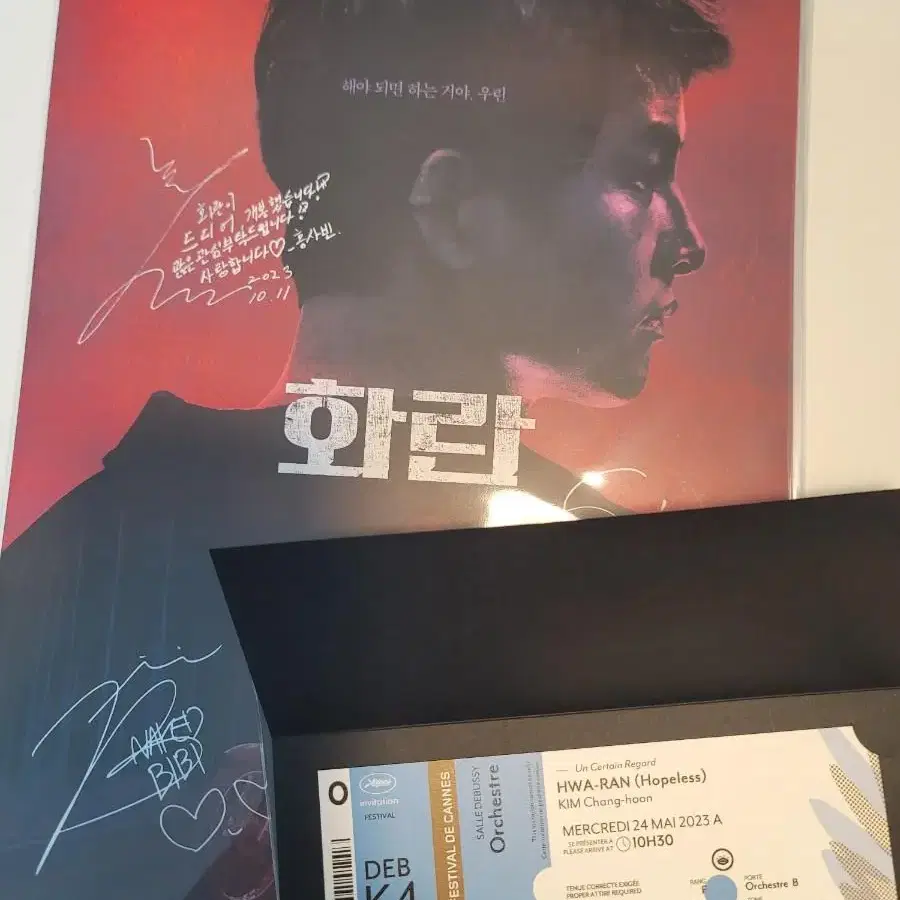 해야 되면 하는 거야, 우린
화란이
드디어 개봉했습니다!
많은 관심부탁드립니다!
사랑합니다♡ -홍사빈.
2023
10.11
화란
NAKED
BIBI
O
invitation
FESTIVAL
DEB
FESTIVAL DE CANNES
SALLE DEBUSSY
Orchestre
— Un Certain Regard
HWA-RAN (Hopeless)
KIM Chang-hoon
MERCREDI 24 MAI 2023 A
SE PRÉSENTER A
PLEASE ARRIVE AT 10H30
TENUE CORRECTE EXIGÉE
PROPER ATTIRE REQUIRED
RANG
PORTE
Orchestre B